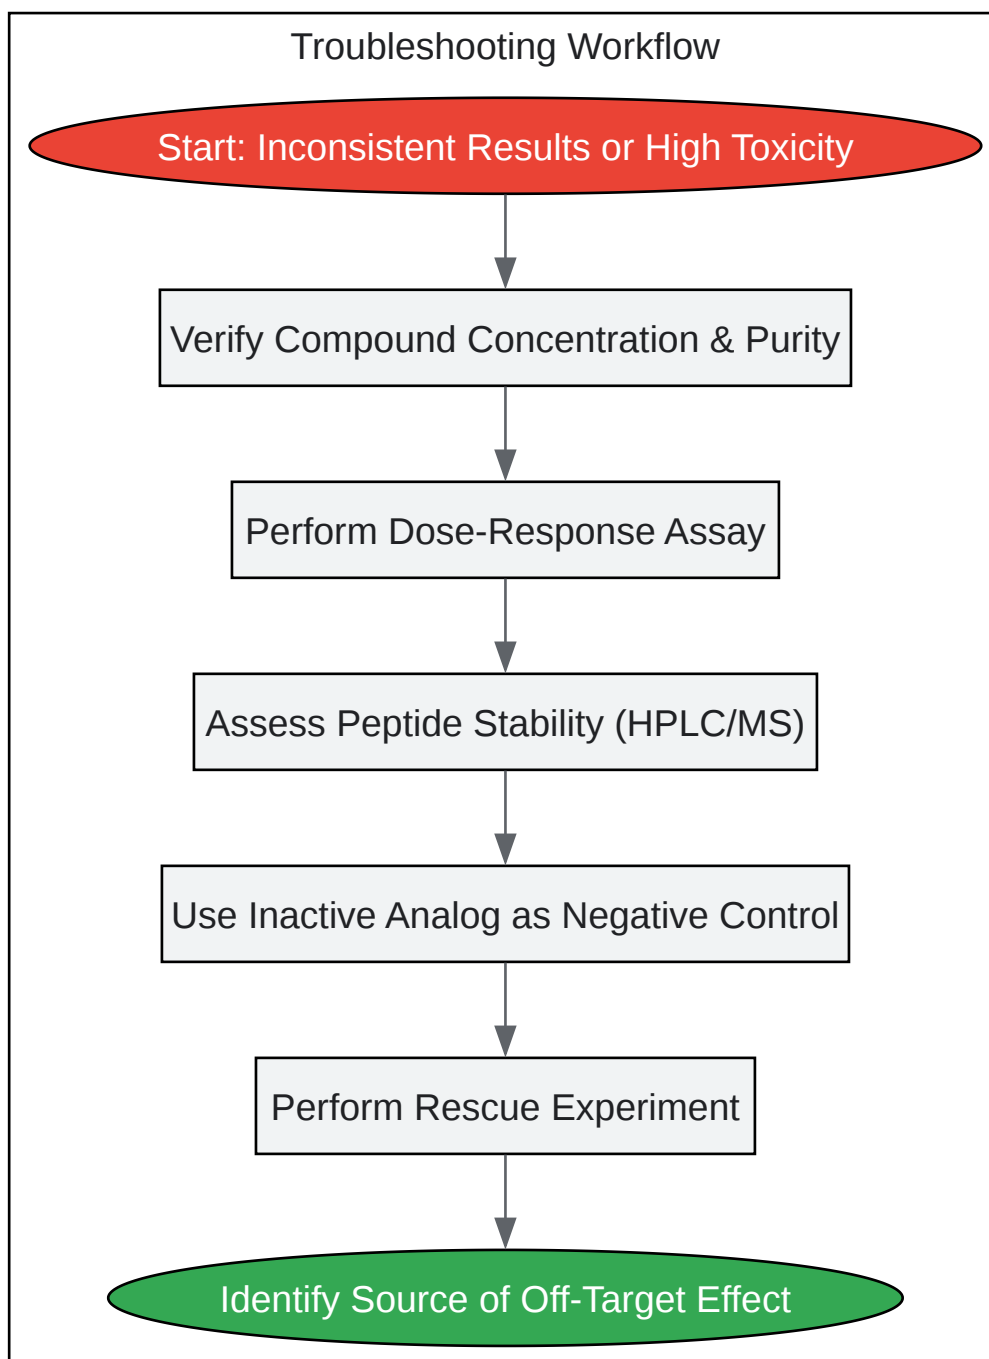 Troubleshooting Workflow
Start: Inconsistent Results or High Toxicity
Verify Compound Concentration & Purity
Perform Dose-Response Assay
Assess Peptide Stability (HPLC/MS)
Use Inactive Analog as Negative Control
Perform Rescue Experiment
Identify Source of Off-Target Effect